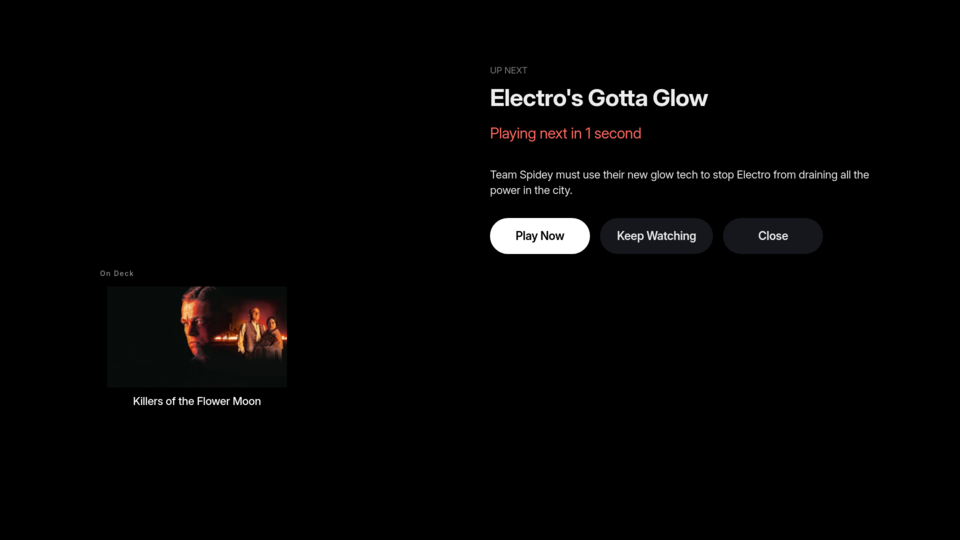 UP NEXT
Electro's Gotta Glow
Playing next in 1 second
Team Spidey must use their new glow tech to stop Electro from draining all the
power in the city.
Play Now
Keep Watching
Close
On Deck
Killers of the Flower Moon